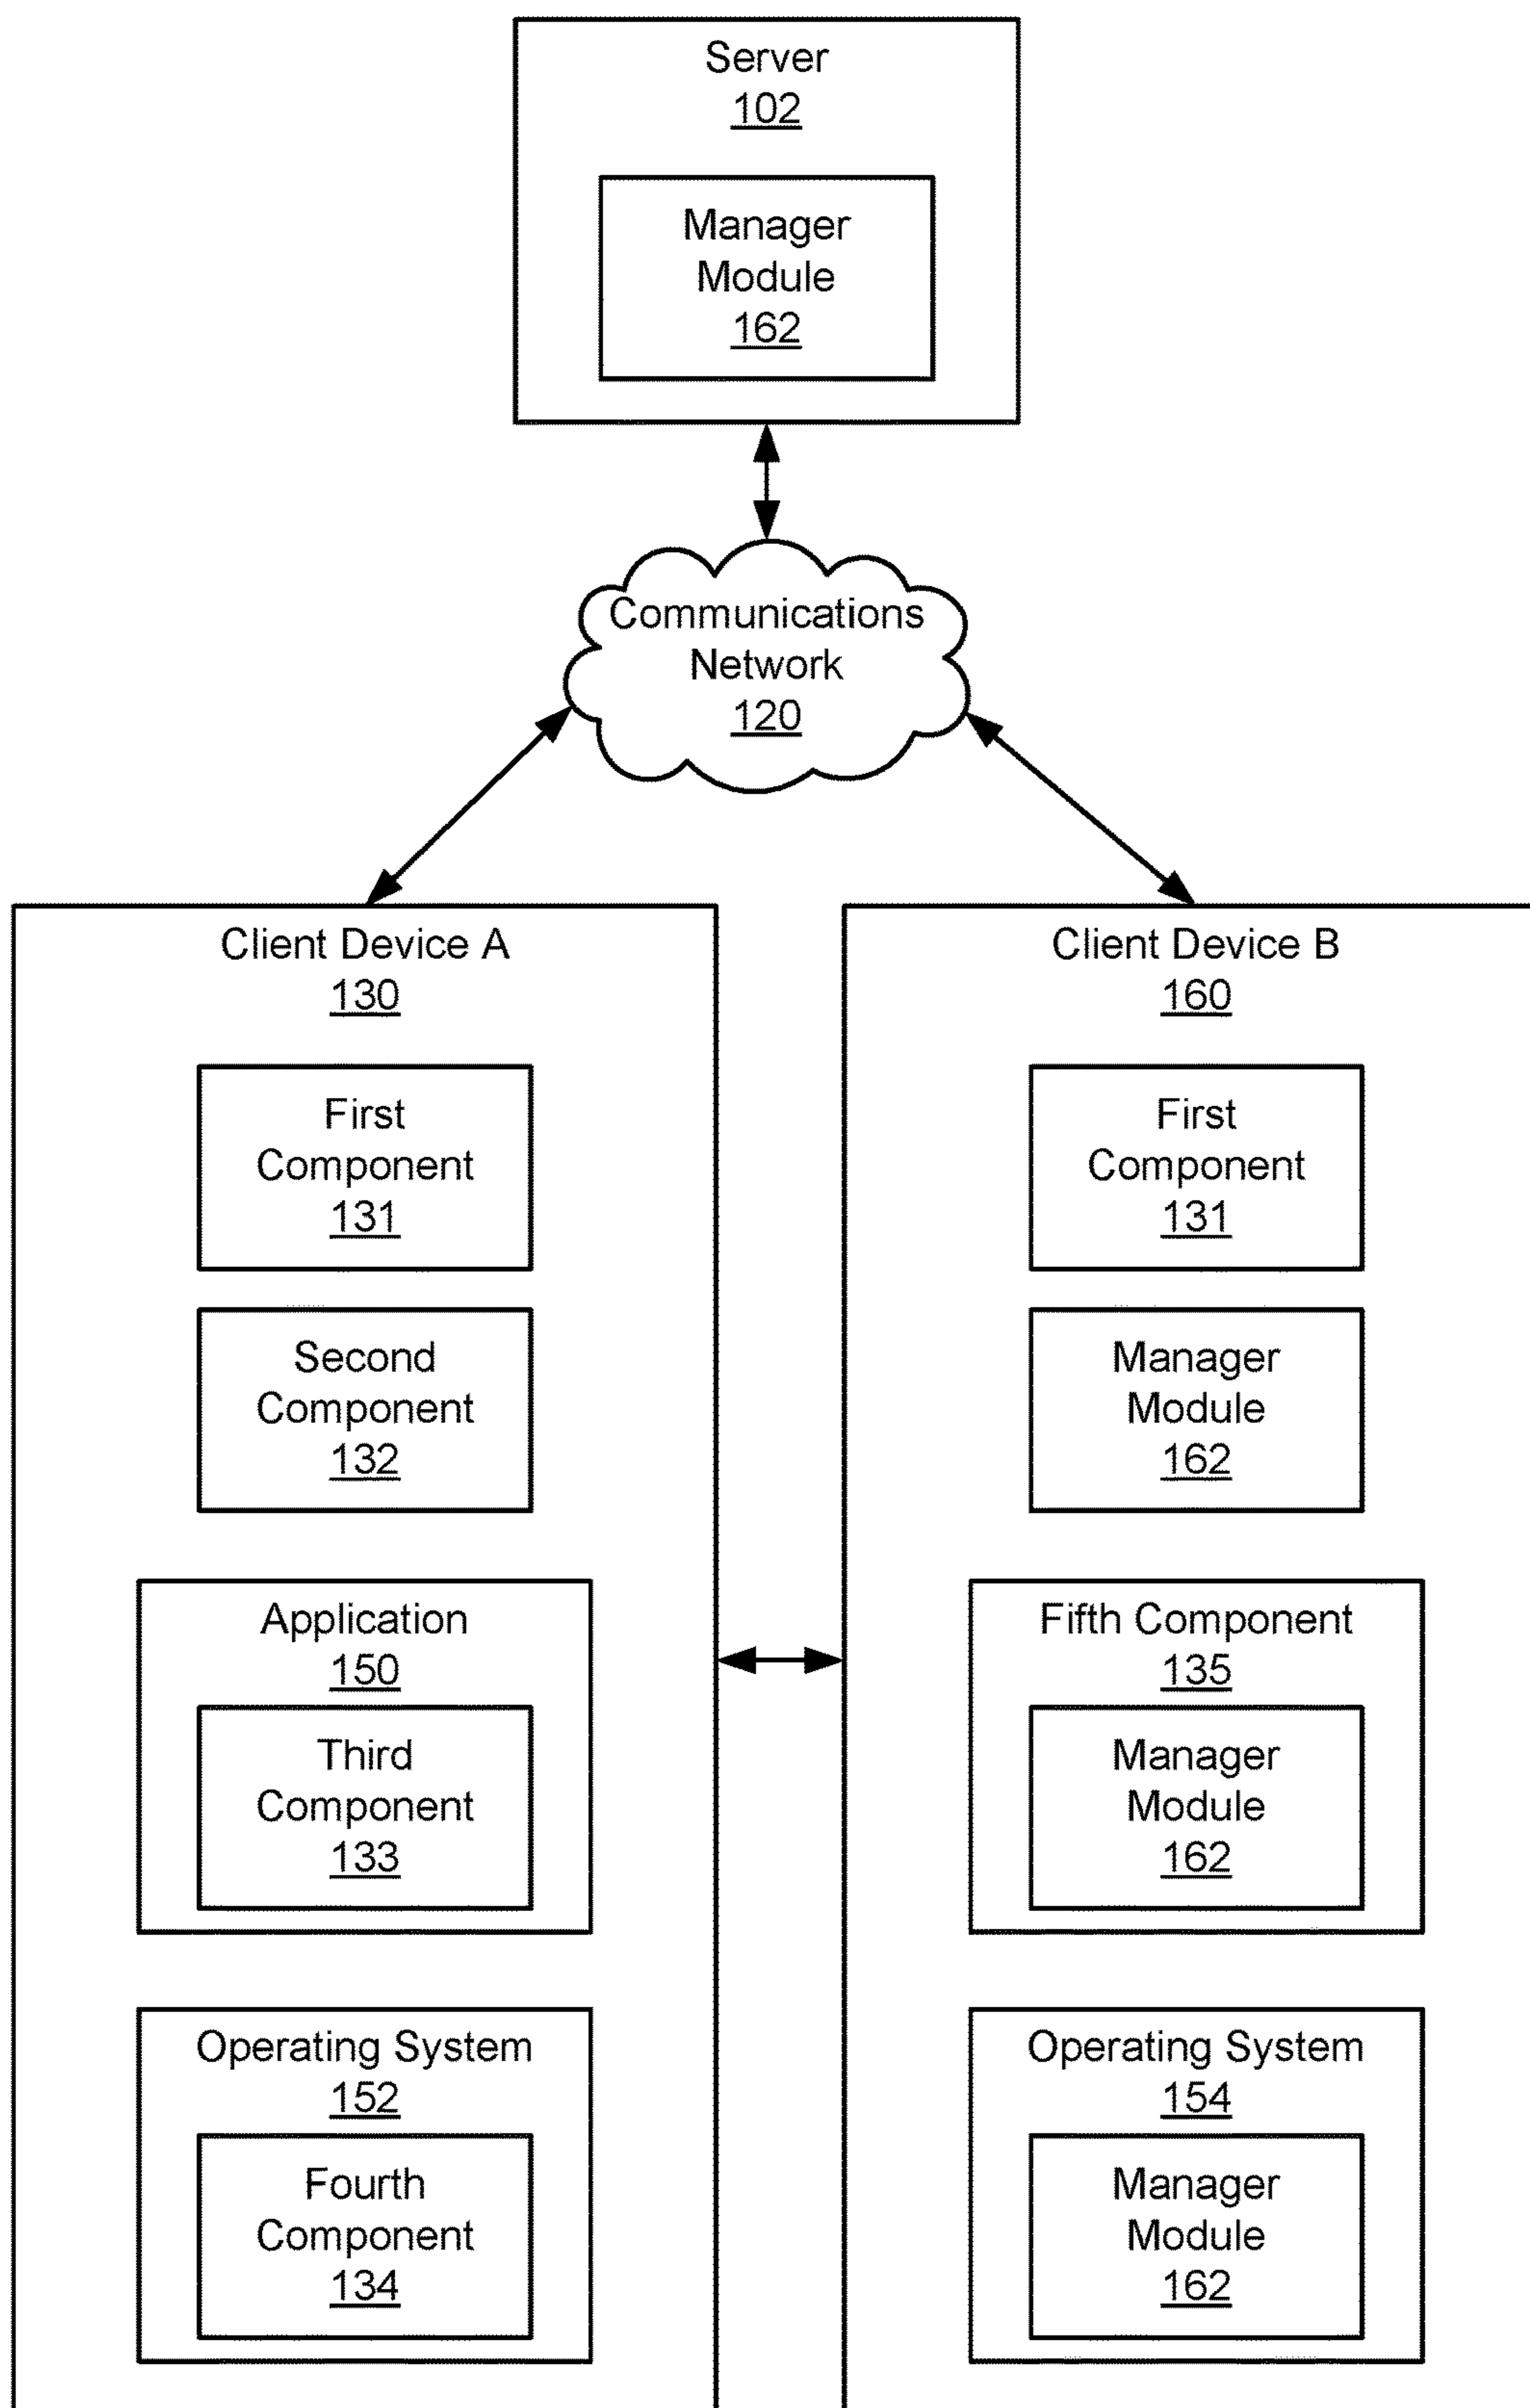 Server
102
Manager
Module
162
Communications
Network
120
Client Device A
130
First
Component
131
Second
Component
132
Application
150
Third
Component
133
Operating System
152
Fourth
Component
134
Client Device B
160
First
Component
131
Manager
Module
162
Fifth Component
135
Manager
Module
162
Operating System
154
Manager
Module
162